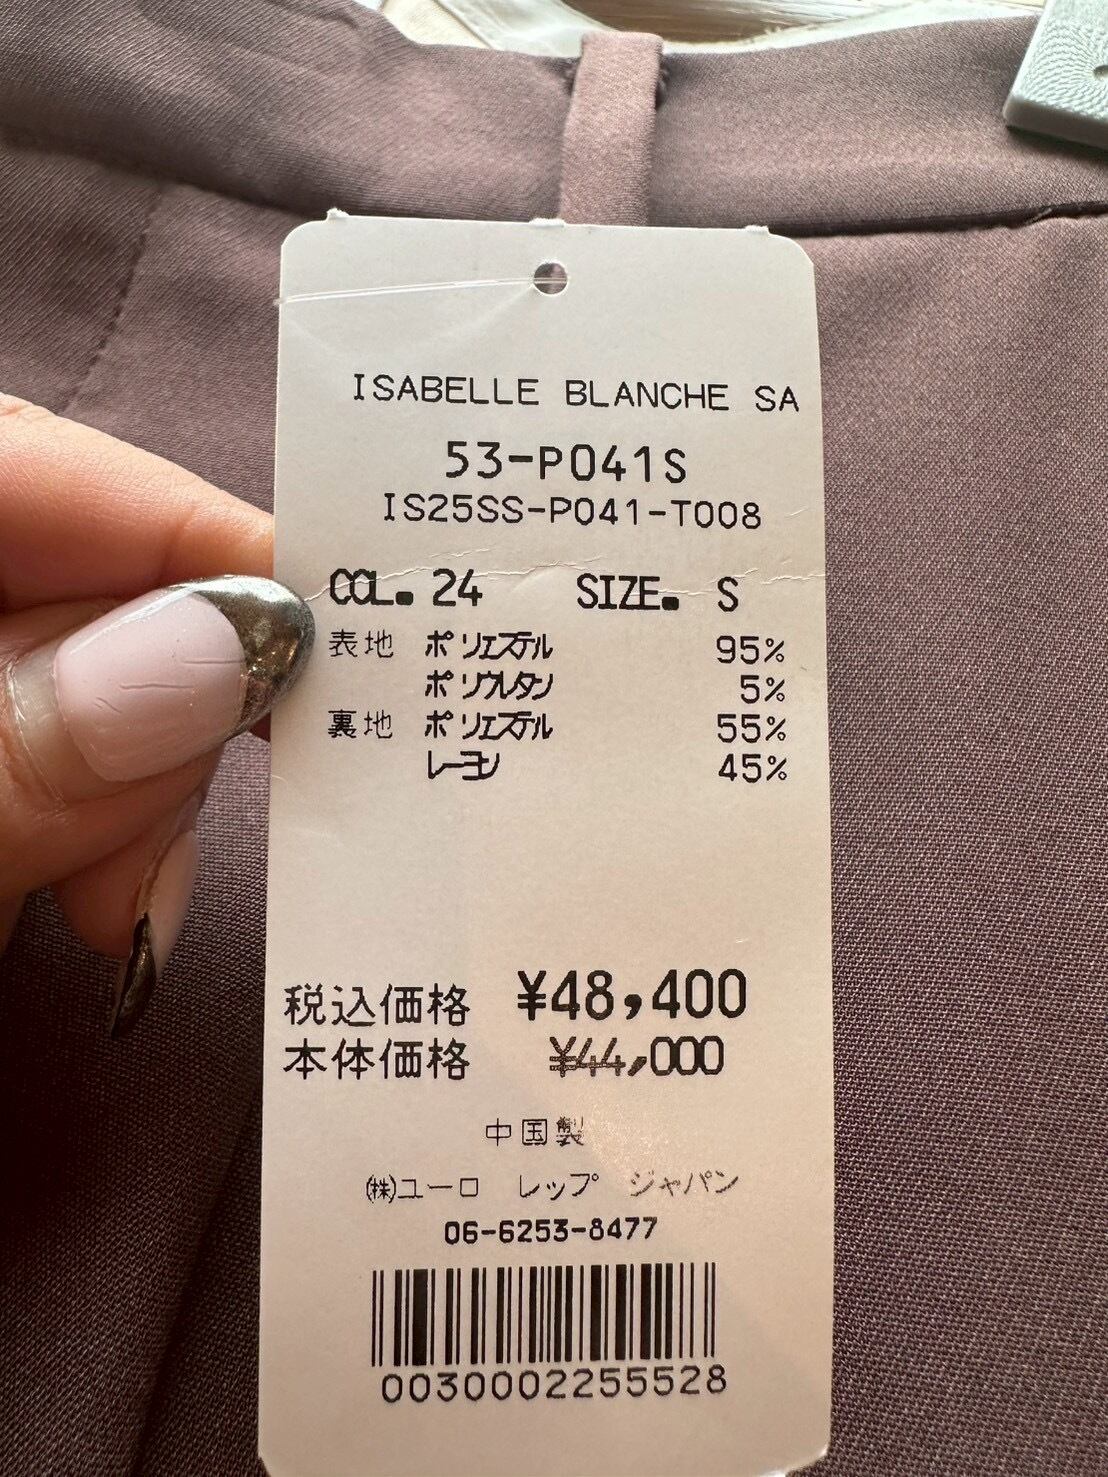 ISABELLE BLANCHE SA
53-P041S
IS25SS-P041-T008
COL. 24 SIZE. S
表地 ポリエステル 95%
ポリウレタン 5%
裏地 ポリエステル 55%
レーヨン 45%
税込価格 ¥48,400
本体価格 ¥44,000
中国製
㈱ユーロ レップ ジャパン
06-6253-8477
0030002255528